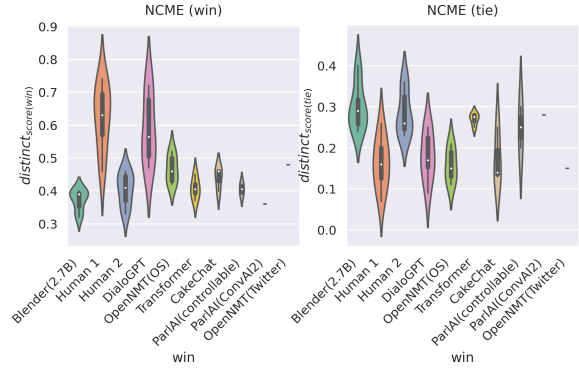 NCME (win)
0.9
0.8
0.7
0.6
0.5
0.4
0.3
distinct_score(win)
Blender(2.7B)
Human 1
Human 2
DialoGPT
OpenNMT(OS)
Transformer
CakeChat
ParlAI(controllable)
ParlAI(ConvAI2)
OpenNMT(Twitter)
win
NCME (tie)
0.4
0.3
0.2
0.1
0.0
distinct_score(tie)
Blender(2.7B)
Human 1
Human 2
DialoGPT
OpenNMT(OS)
Transformer
CakeChat
ParlAI(controllable)
ParlAI(ConvAI2)
OpenNMT(Twitter)
win